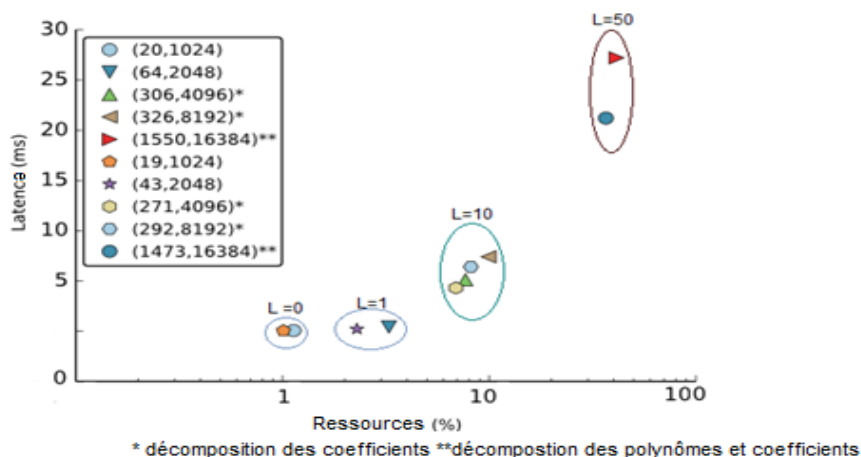 L=50
30
25
20
15
10
5
0
Latence (ms)
(20,1024)
(64,2048)
(306,4096)*
(326,8192)*
(1550,16384)**
(19,1024)
(43,2048)
(271,4096)*
(292,8192)*
(1473,16384)**
L=10
L =0
L=1
1
10
100
Ressources (%)
* décomposition des coefficients **décompostion des polynômes et coefficients